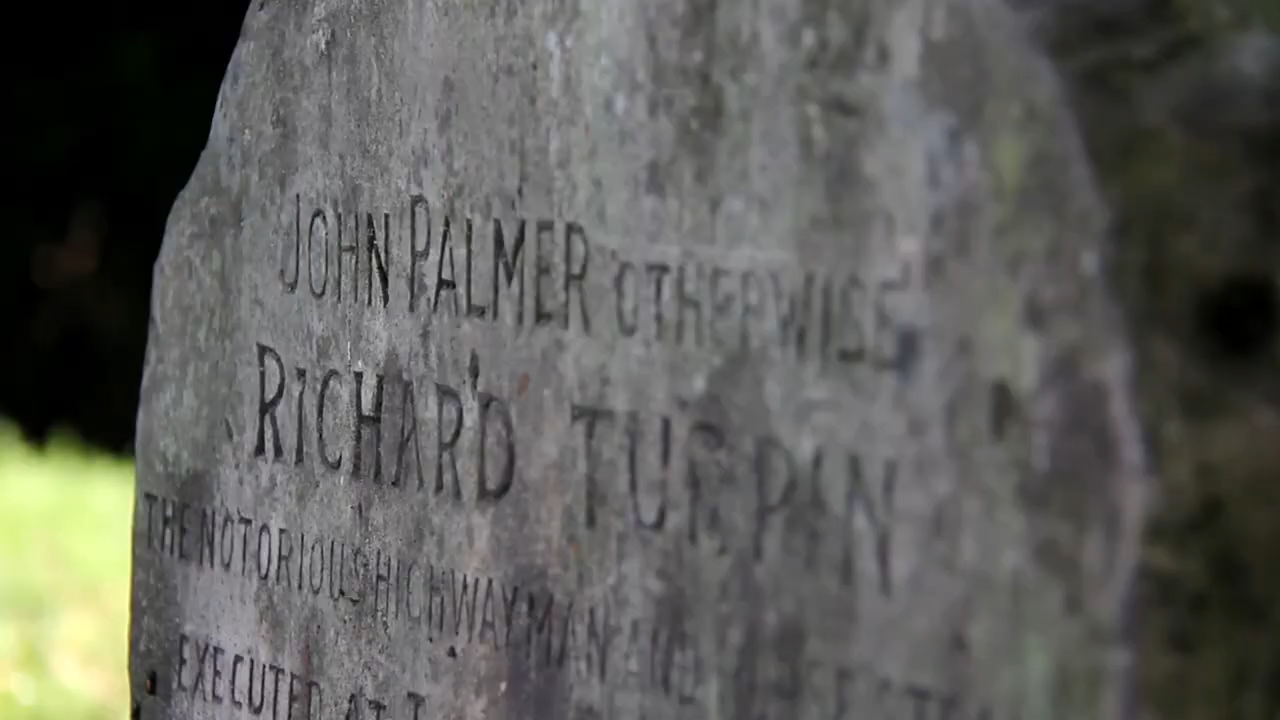 JOHN PALMER OTHERWISE
RICHARD TURPIN
THE NOTORIOUS HIGHWAYMAN AND
EXECUTED AT